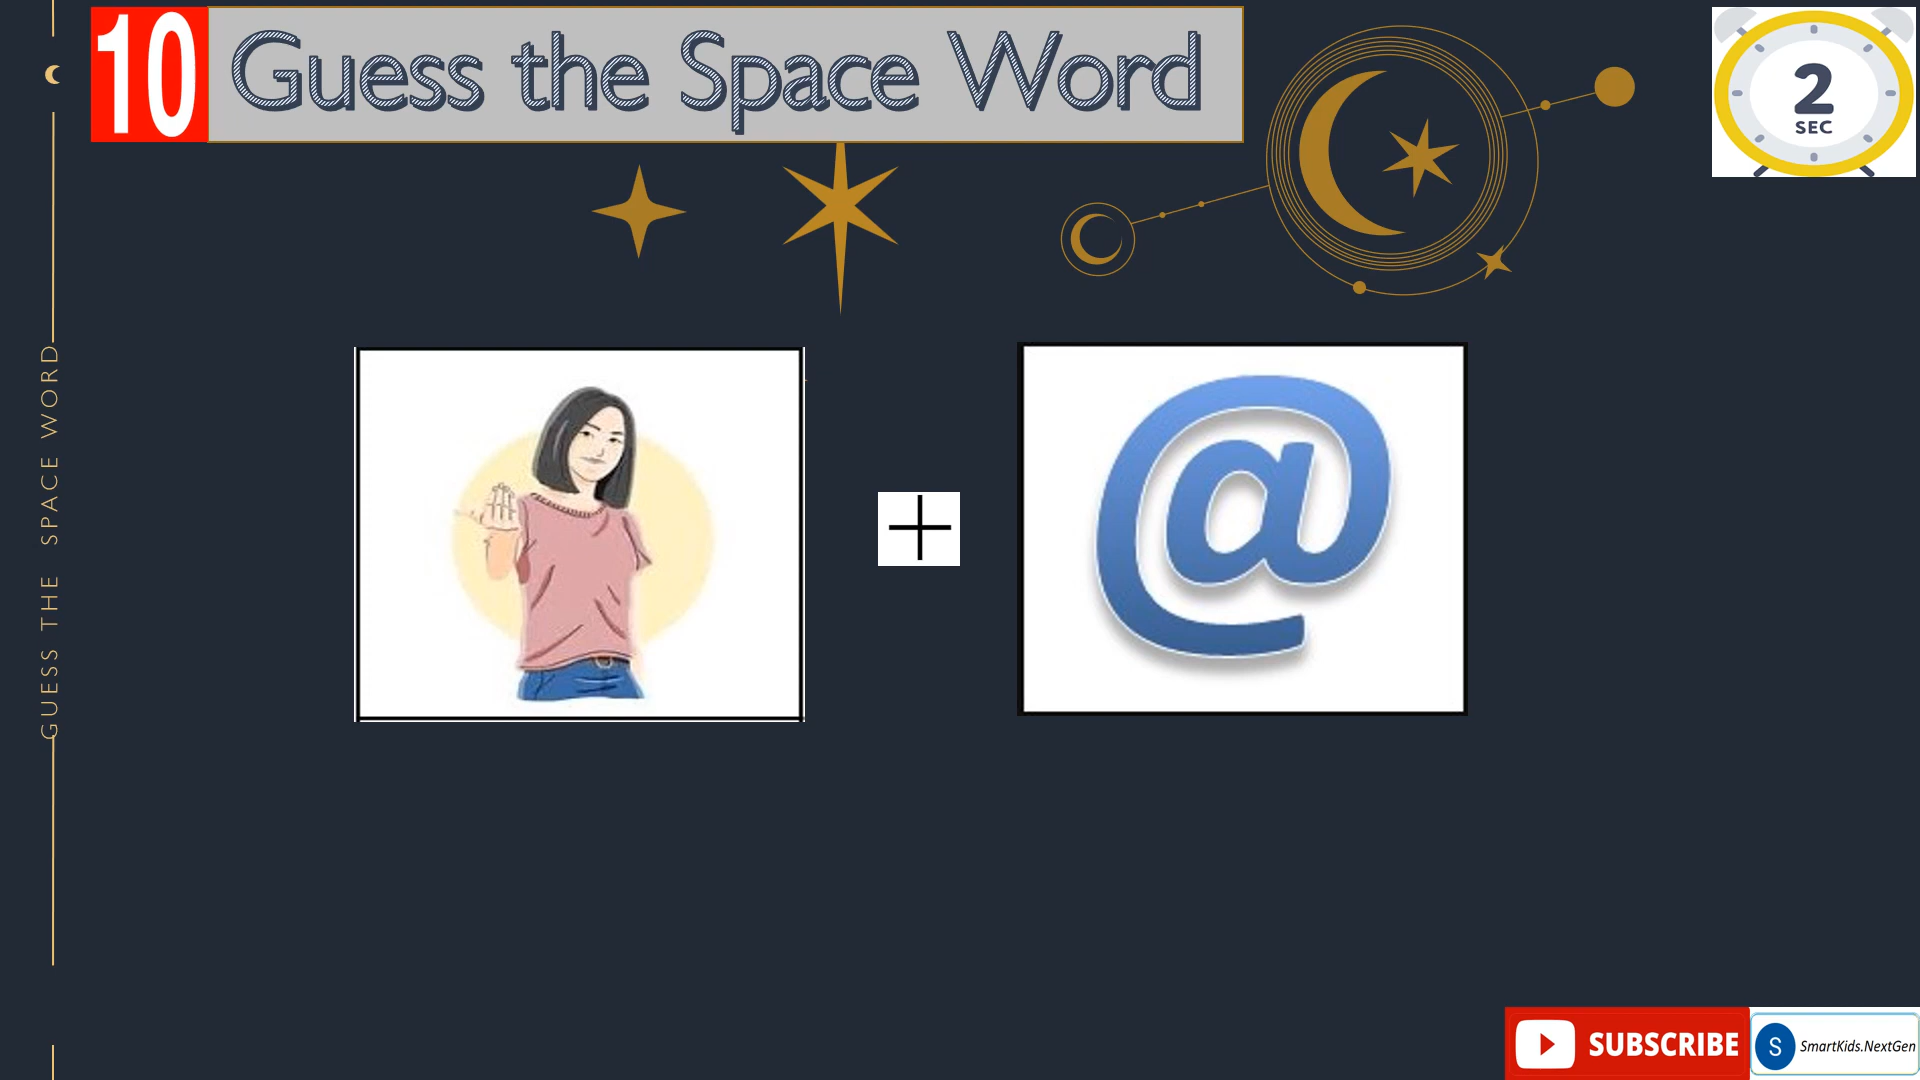 10 Guess the Space Word
2
SEC
GUESS THE SPACE WORD
@
SUBSCRIBE
S SmartKids.NextGen